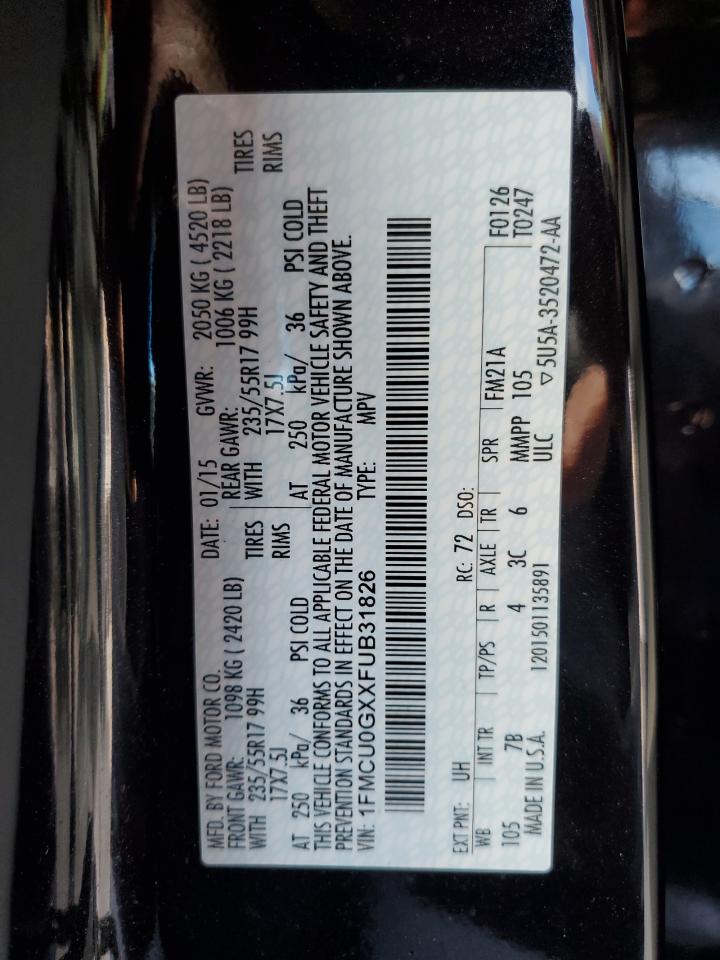 MFD. BY FORD MOTOR CO. DATE: 01/15 GVWR: 2050 KG ( 4520 LB)
FRONT GAWR: 1098 KG ( 2420 LB) REAR GAWR: 1006 KG ( 2218 LB)
WITH 235/55R17 99H TIRES WITH 235/55R17 99H TIRES
17X7.5J RIMS 17X7.5J RIMS
AT 250 kPa/ 36 PSI COLD AT 250 kPa/ 36 PSI COLD
THIS VEHICLE CONFORMS TO ALL APPLICABLE FEDERAL MOTOR VEHICLE SAFETY AND THEFT
PREVENTION STANDARDS IN EFFECT ON THE DATE OF MANUFACTURE SHOWN ABOVE.
VIN: 1FMCU0GXXFUB31826 TYPE: MPV
EXT PNT: UH RC: 72 DSO:
WB INT TR TP/PS R AXLE TR SPR FM21A F0126
105 7B 4 3C 6 MMPP 105 T0247
MADE IN U.S.A. 1201501135891 ULC ▽5U5A-3520472-AA